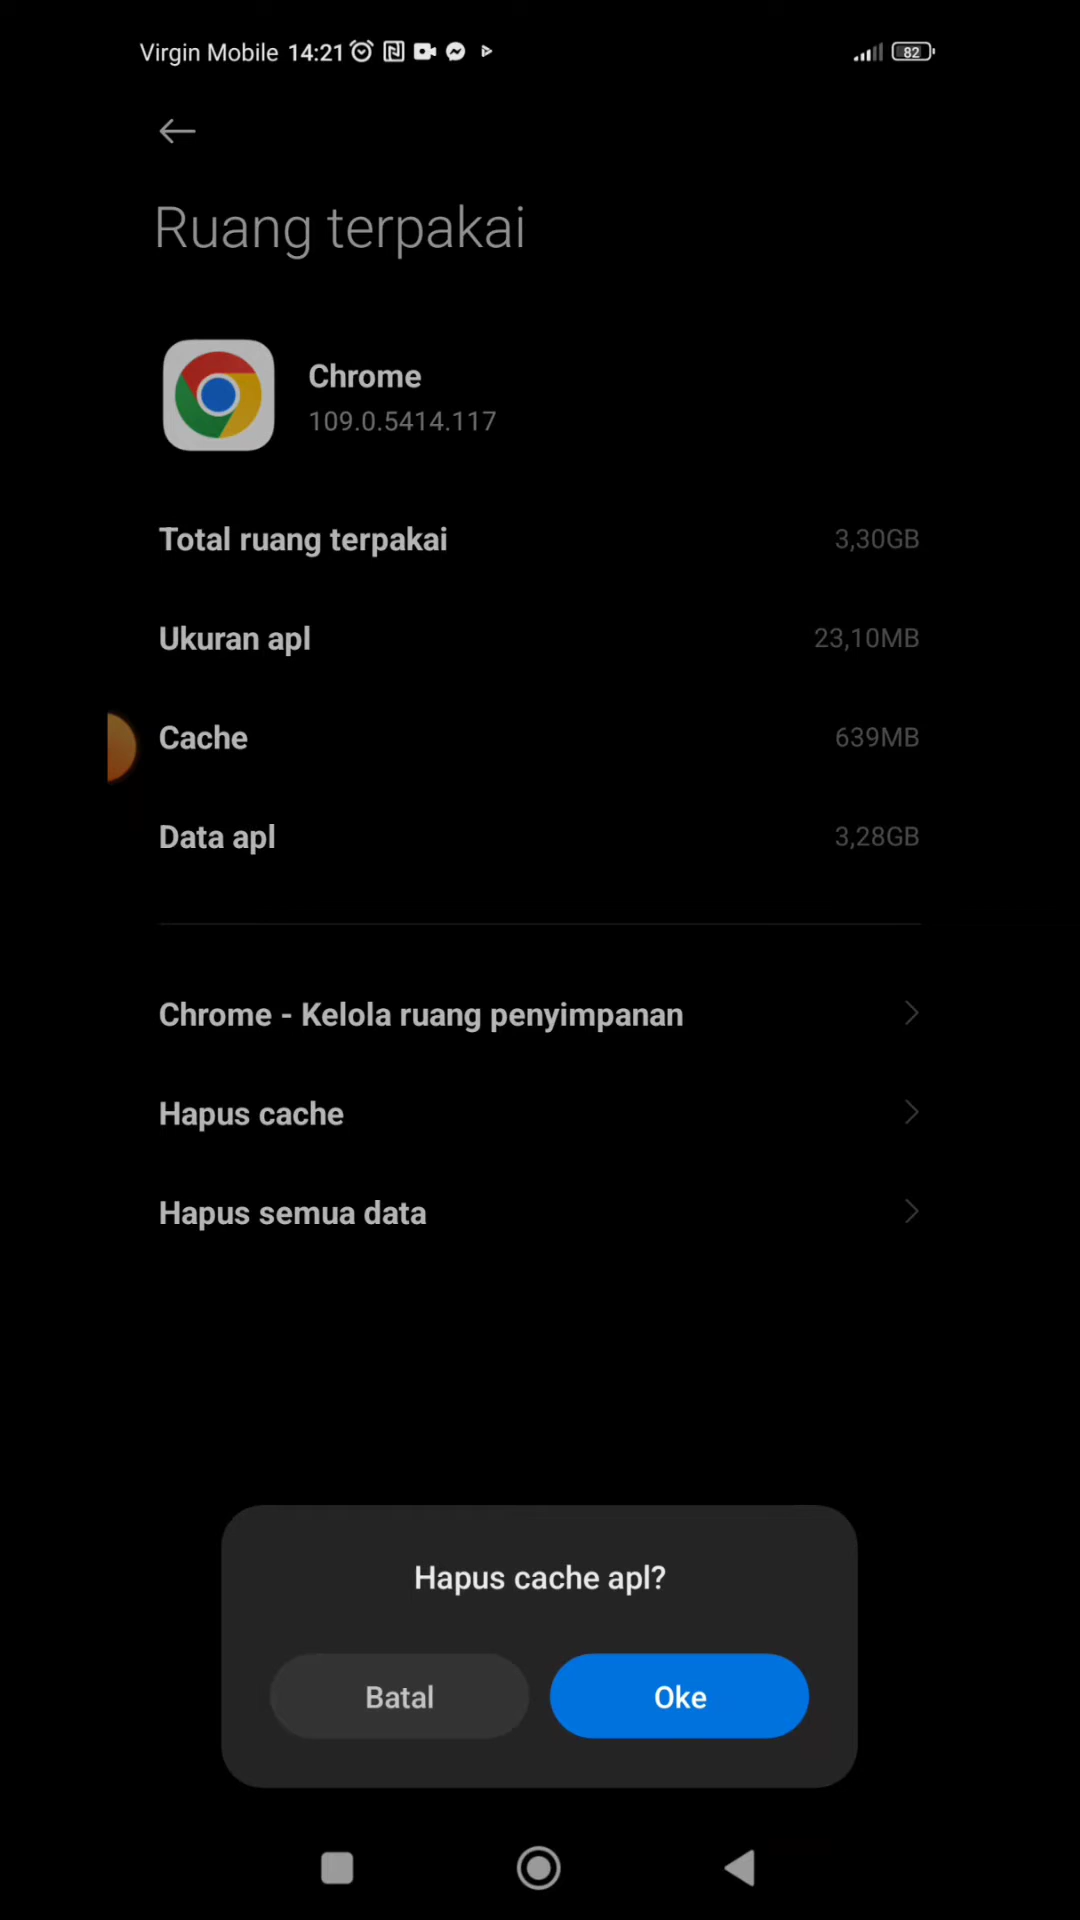 Virgin Mobile 14:21
82
Ruang terpakai
Chrome
109.0.5414.117
Total ruang terpakai 3,30GB
Ukuran apl 23,10MB
Cache 639MB
Data apl 3,28GB
Chrome - Kelola ruang penyimpanan
Hapus cache
Hapus semua data
Hapus cache apl?
Batal Oke